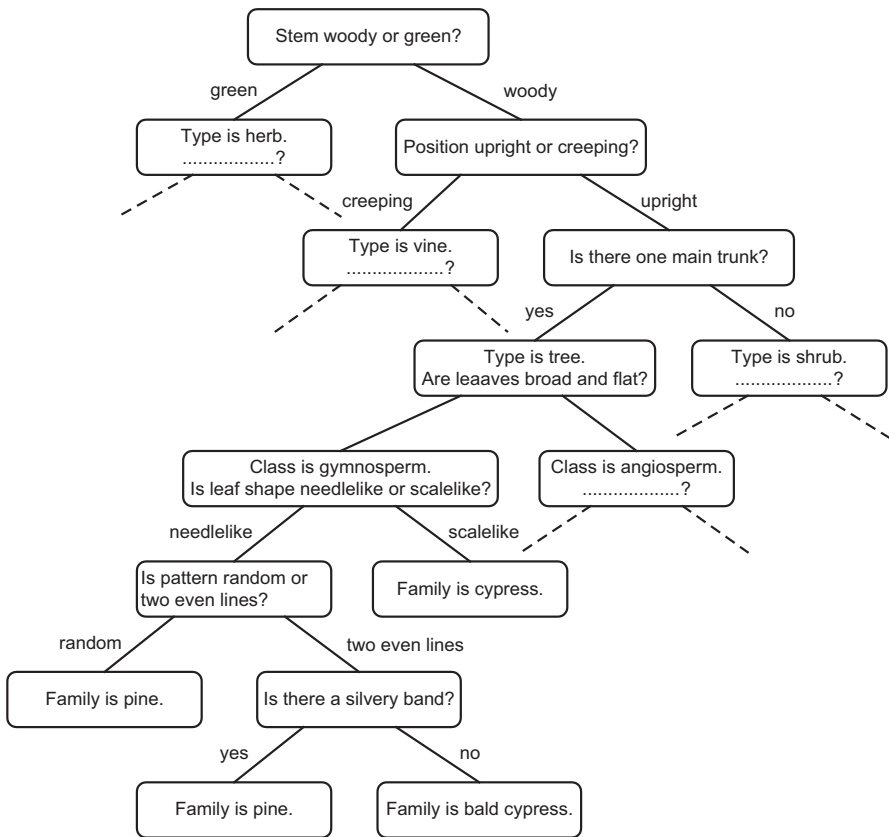 Stem woody or green?
green
woody
Type is herb.
..................?
Position upright or creeping?
creeping
upright
Type is vine.
...................?
Is there one main trunk?
yes
no
Type is tree.
Are leaaves broad and flat?
Type is shrub.
...................?
Class is gymnosperm.
Is leaf shape needlelike or scalelike?
Class is angiosperm.
...................?
needlelike
scalelike
Is pattern random or
two even lines?
Family is cypress.
random
two even lines
Family is pine.
Is there a silvery band?
yes
no
Family is pine.
Family is bald cypress.